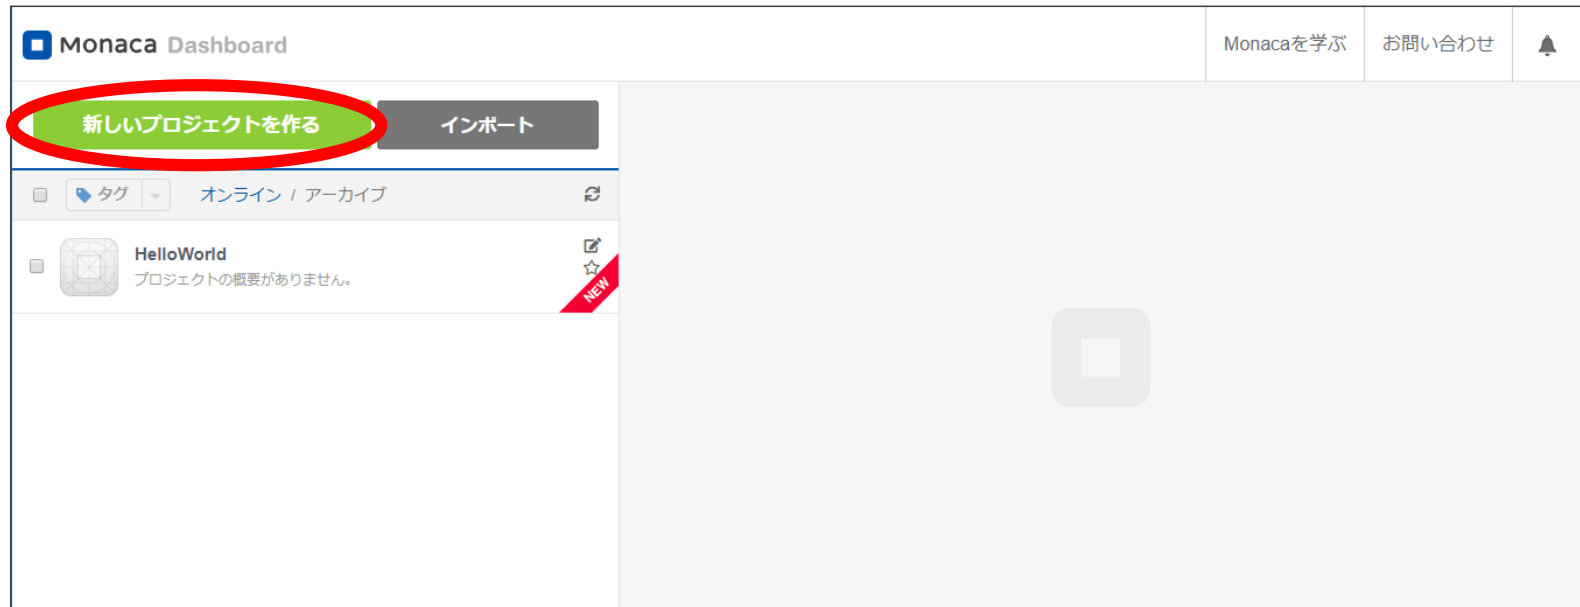 Monaca Dashboard
Monacaを学ぶ
お問い合わせ
新しいプロジェクトを作る
インポート
タグ
オンライン / アーカイブ
HelloWorld
プロジェクトの概要がありません。
NEW